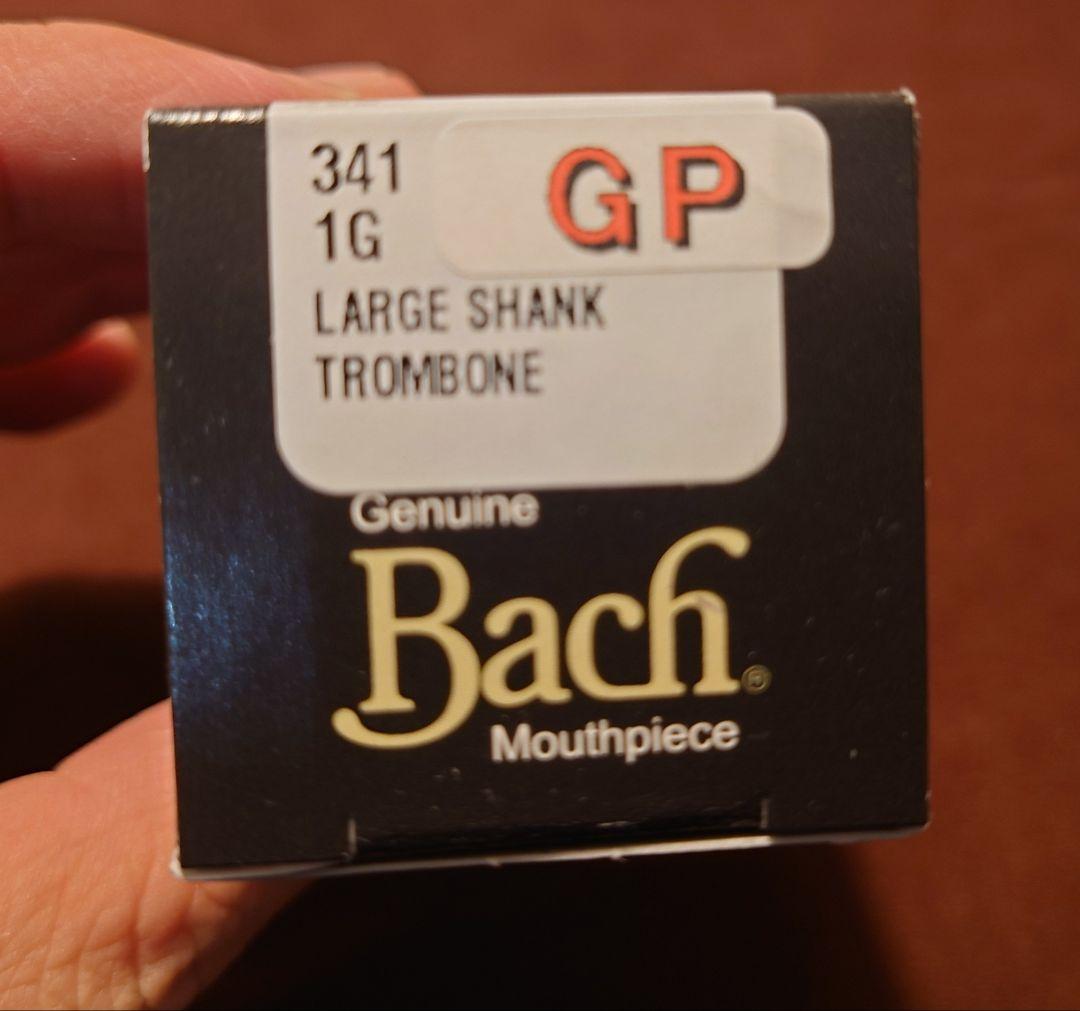 341
GP
1G
LARGE SHANK
TROMBONE
Genuine
Bach®
Mouthpiece